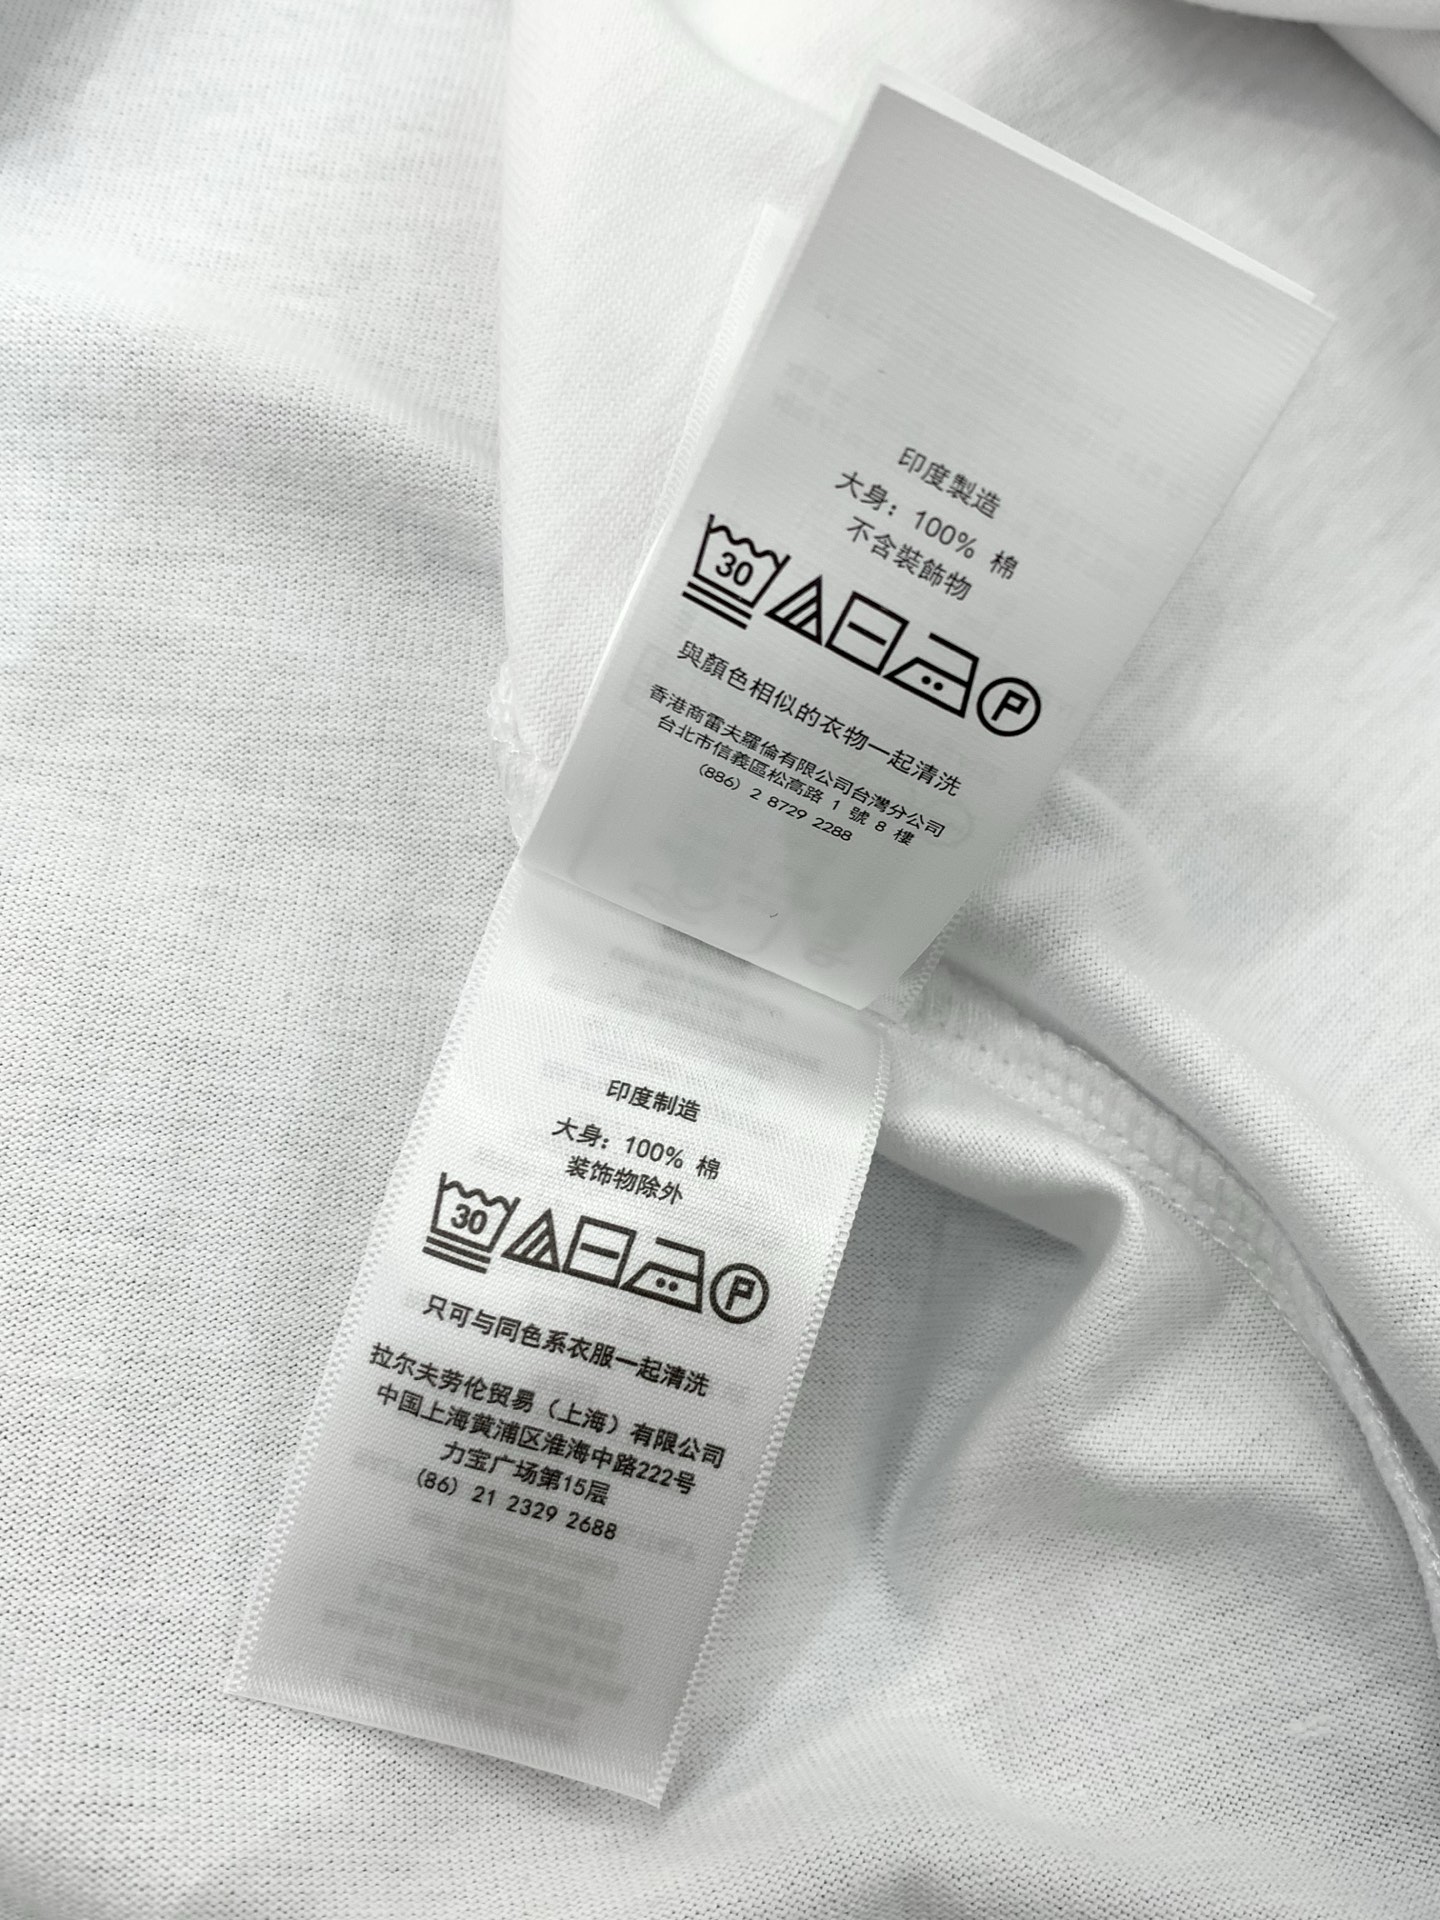 印度製造
大身: 100% 棉
不含裝飾物
30
P
與顏色相似的衣物一起清洗
香港商雷夫羅倫有限公司台灣分公司
台北市信義區松高路 1 號 8 樓
(886) 2 8729 2288
印度制造
大身: 100% 棉
装饰物除外
30
P
只可与同色系衣服一起清洗
拉尔夫劳伦贸易（上海）有限公司
中国上海黄浦区淮海中路222号
力宝广场第15层
(86) 21 2329 2688